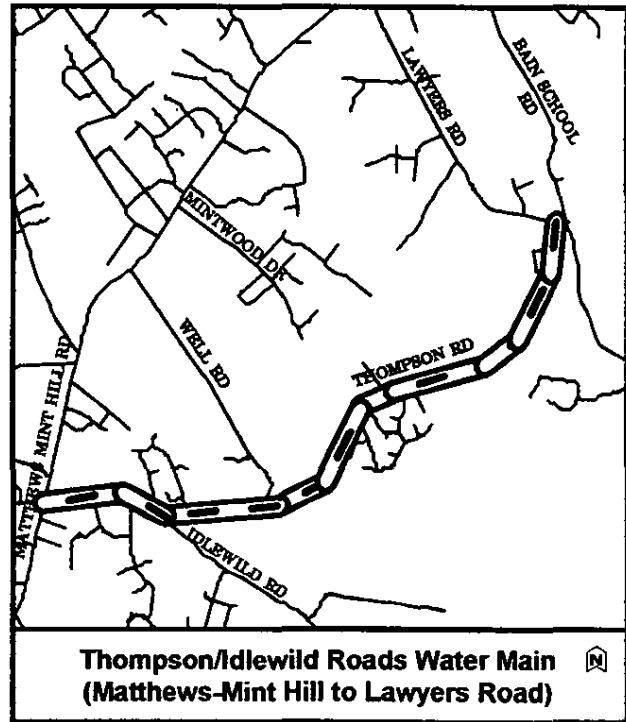 LAWYERS RD
BAIN SCHOOL
RD
MINTWOOD DR
WELL RD
THOMPSON RD
MATTHEWS MINT HILL RD
IDLEWILD RD
Thompson/Idlewild Roads Water Main
N
(Matthews-Mint Hill to Lawyers Road)